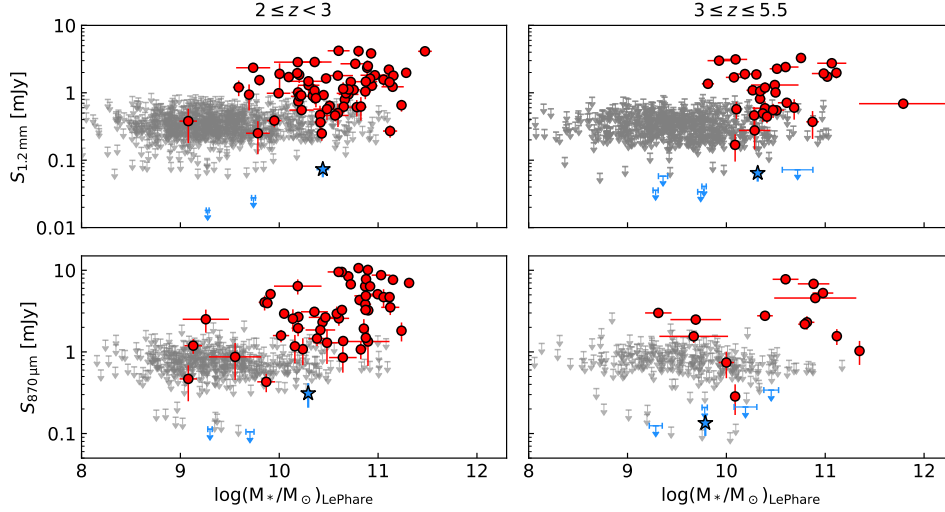 2 ≤ z < 3
3 ≤ z ≤ 5.5
10
1
0.1
0.01
S1.2 mm [mJy]
10
1
0.1
S870 μm [mJy]
8 9 10 11 12
8 9 10 11 12
log(M*/M⊙)LePhare
log(M*/M⊙)LePhare